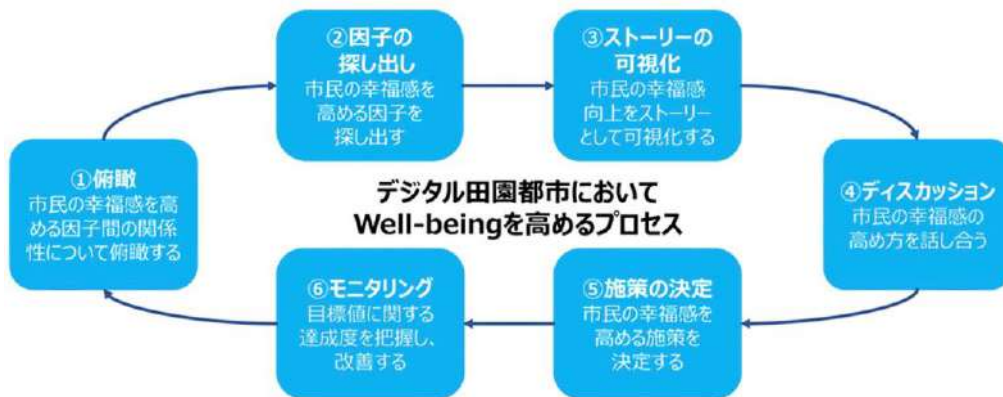 ②因子の
探し出し
市民の幸福感を
高める因子を
探し出す
③ストーリーの
可視化
市民の幸福感
向上をストーリー
として可視化する
①俯瞰
市民の幸福感を高
める因子間の関係
性について俯瞰する
デジタル田園都市において
Well-beingを高めるプロセス
④ディスカッション
市民の幸福感の
高め方を話し合う
⑥モニタリング
目標値に関する
達成度を把握し、
改善する
⑤施策の決定
市民の幸福感を
高める施策を
決定する